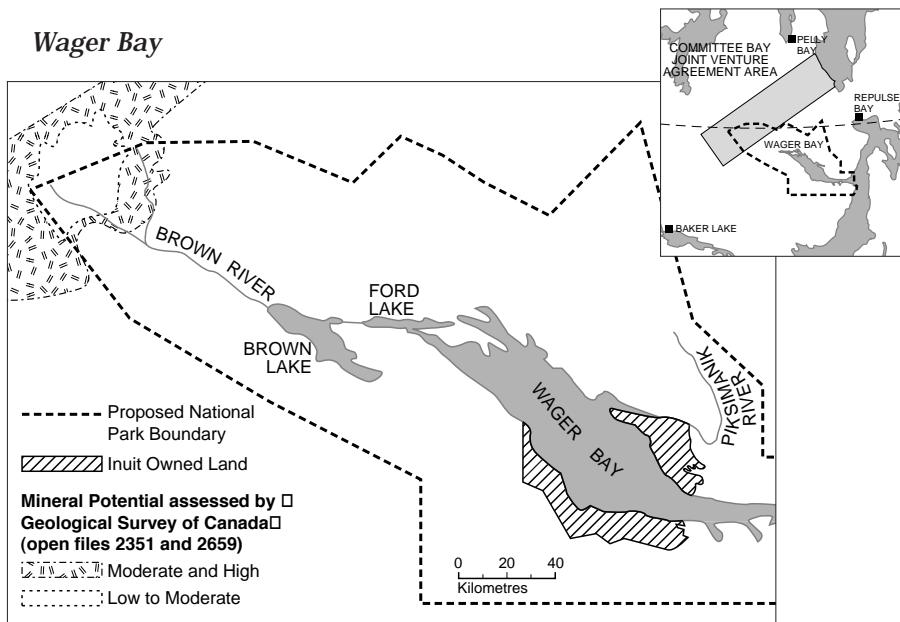 Wager Bay
COMMITTEE BAY
JOINT VENTURE
AGREEMENT AREA
PELLY
BAY
REPULSE
BAY
WAGER BAY
BAKER LAKE
BROWN RIVER
FORD
LAKE
BROWN
LAKE
WAGER BAY
PIKSIMANIK
RIVER
Proposed National
Park Boundary
Inuit Owned Land
Mineral Potential assessed by □
Geological Survey of Canada□
(open files 2351 and 2659)
Moderate and High
Low to Moderate
0 20 40
Kilometres